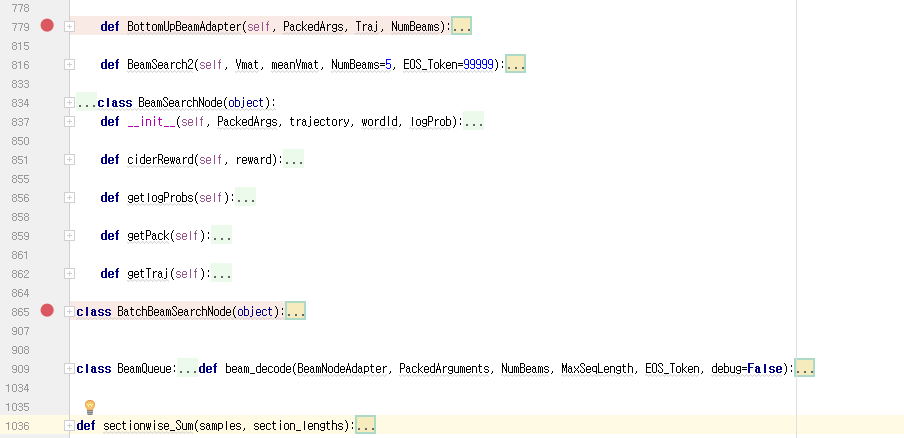 778
779 def BottomUpBeamAdapter(self, PackedArgs, Traj, NumBeams):...
815
816 def BeamSearch2(self, Vmat, meanVmat, NumBeams=5, EOS_Token=99999):...
833
834 ...class BeamSearchNode(object):
837 def __init__(self, PackedArgs, trajectory, wordId, logProb):...
850
851 def ciderReward(self, reward):...
855
856 def getlogProbs(self):...
858
859 def getPack(self):...
861
862 def getTraj(self):...
864
865 class BatchBeamSearchNode(object):...
907
908
909 class BeamQueue:...def beam_decode(BeamNodeAdapter, PackedArguments, NumBeams, MaxSeqLength, EOS_Token, debug=False):...
1034
1035
1036 def sectionwise_Sum(samples, section_lengths):...